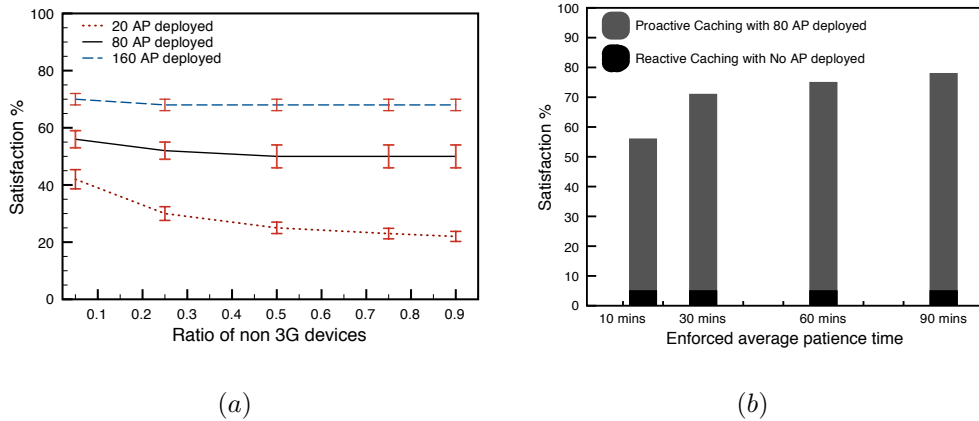 20 AP deployed
80 AP deployed
160 AP deployed
100
80
60
40
20
0
Satisfaction %
0.1 0.2 0.3 0.4 0.5 0.6 0.7 0.8 0.9
Ratio of non 3G devices
(a)
Proactive Caching with 80 AP deployed
Reactive Caching with No AP deployed
100
90
80
70
60
50
40
30
20
10
0
Satisfaction %
10 mins 30 mins 60 mins 90 mins
Enforced average patience time
(b)